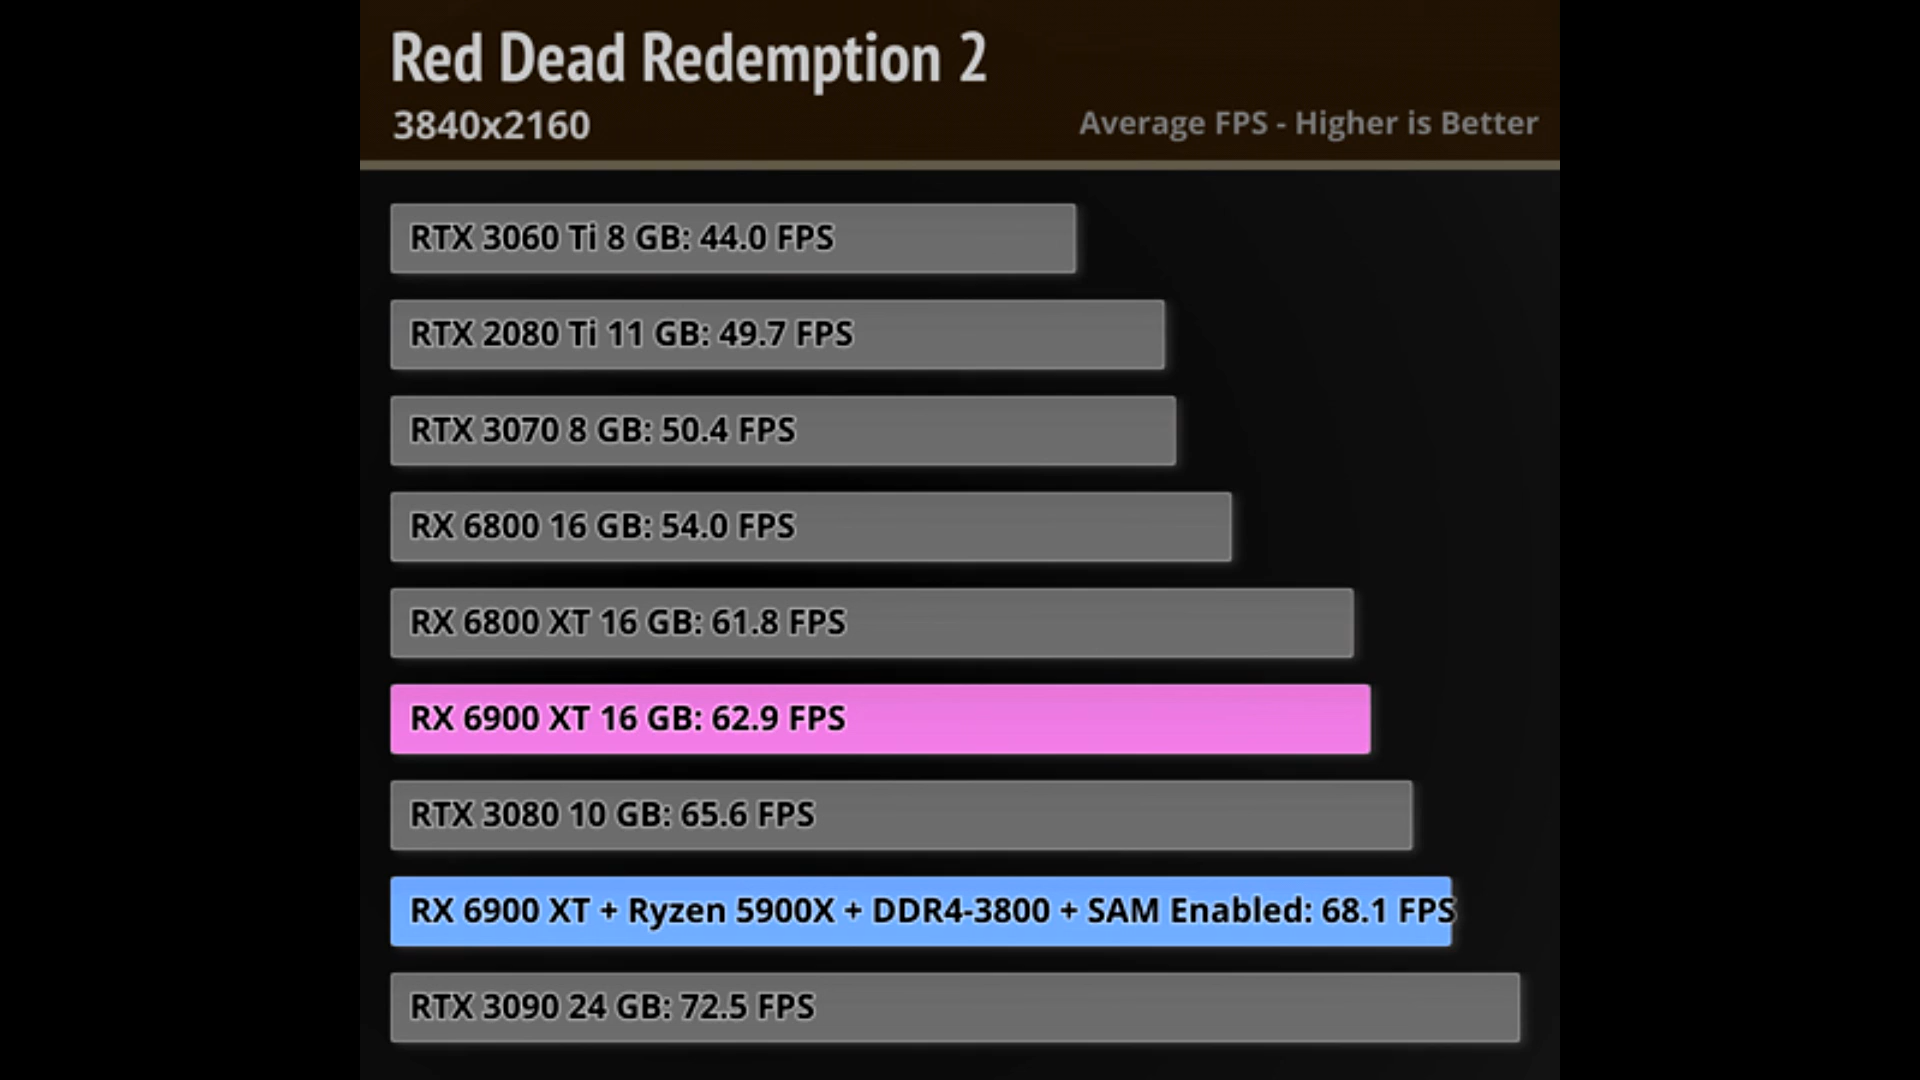 Red Dead Redemption 2
3840x2160
Average FPS - Higher is Better
RTX 3060 Ti 8 GB: 44.0 FPS
RTX 2080 Ti 11 GB: 49.7 FPS
RTX 3070 8 GB: 50.4 FPS
RX 6800 16 GB: 54.0 FPS
RX 6800 XT 16 GB: 61.8 FPS
RX 6900 XT 16 GB: 62.9 FPS
RTX 3080 10 GB: 65.6 FPS
RX 6900 XT + Ryzen 5900X + DDR4-3800 + SAM Enabled: 68.1 FPS
RTX 3090 24 GB: 72.5 FPS